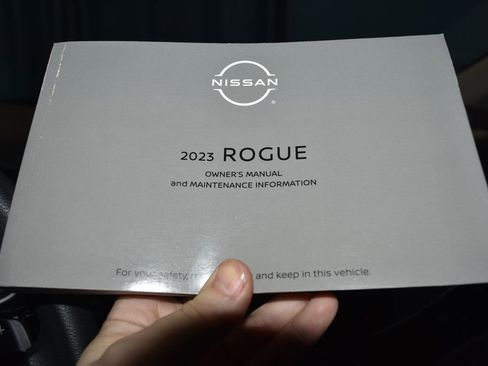 NISSAN
2023 ROGUE
OWNER'S MANUAL
and MAINTENANCE INFORMATION
For your safety, and keep in this vehicle.